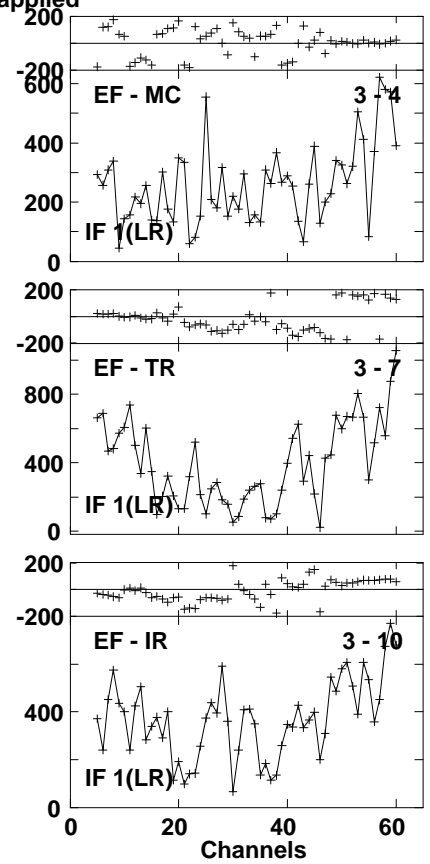 applied
200
-200
600
EF - MC 3 - 4
400
200
IF 1(LR)
0
200
-200
EF - TR 3 - 7
800
400
IF 1(LR)
0
200
-200
EF - IR 3 - 10
400
IF 1(LR)
0
0 20 40 60
Channels